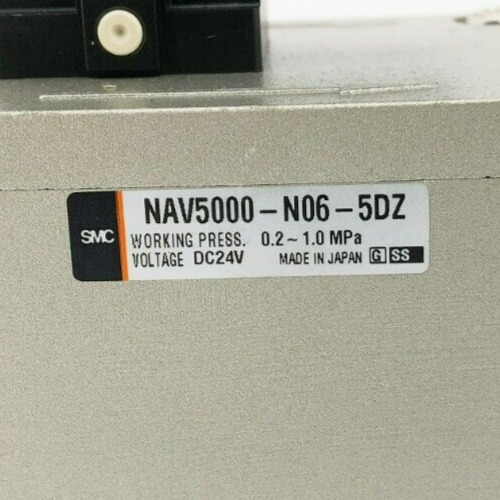 SMC
NAV5000-N06-5DZ
WORKING PRESS. 0.2~1.0 MPa
VOLTAGE DC24V MADE IN JAPAN G SS